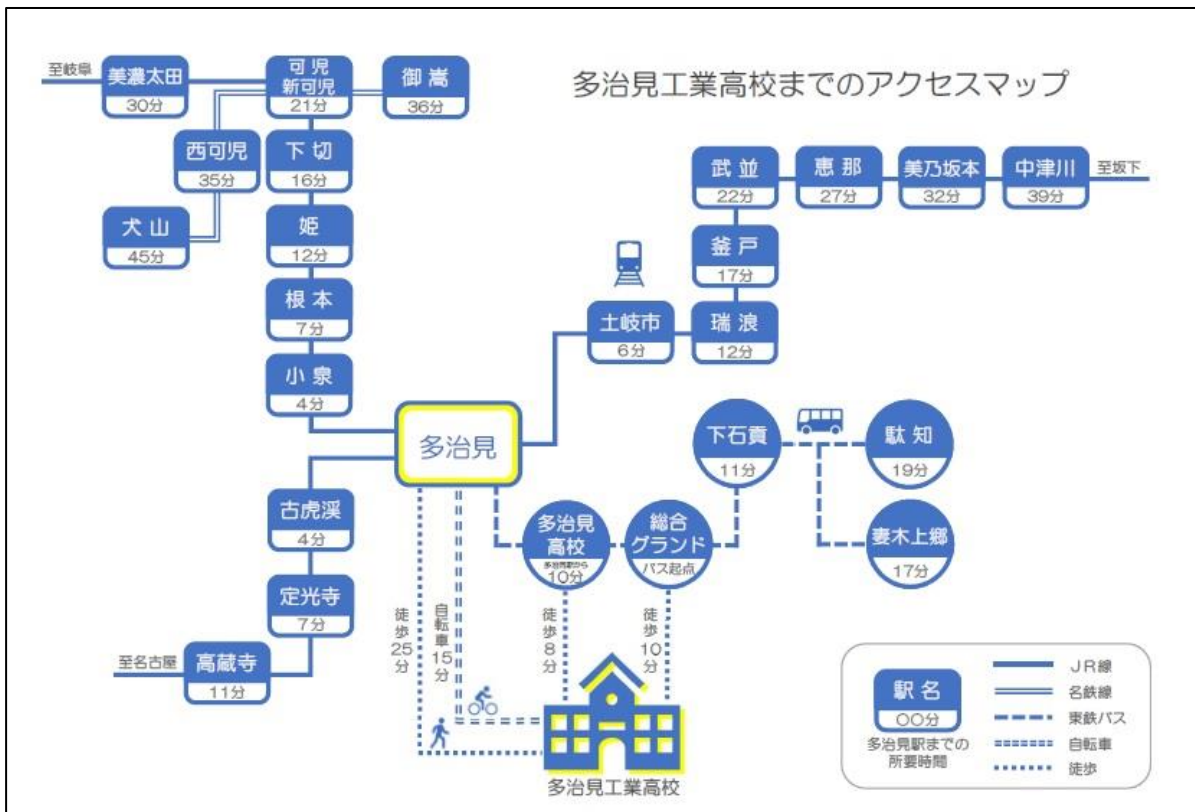 多治見工業高校までのアクセスマップ
至岐阜
美濃太田
30分
可児
新可児
21分
御嵩
36分
西可児
35分
下切
16分
犬山
45分
姫
12分
根本
7分
小泉
4分
武並
22分
恵那
27分
美乃坂本
32分
中津川
39分
至坂下
釜戸
17分
土岐市
6分
瑞浪
12分
多治見
下石貢
11分
駄知
19分
古虎渓
4分
多治見
高校
多治見駅から
10分
総合
グランド
バス起点
妻木上郷
17分
定光寺
7分
至名古屋
高蔵寺
11分
徒歩25分
自転車15分
徒歩8分
徒歩10分
多治見工業高校
駅名
〇〇分
多治見駅までの
所要時間
JR線
名鉄線
東鉄バス
自転車
徒歩